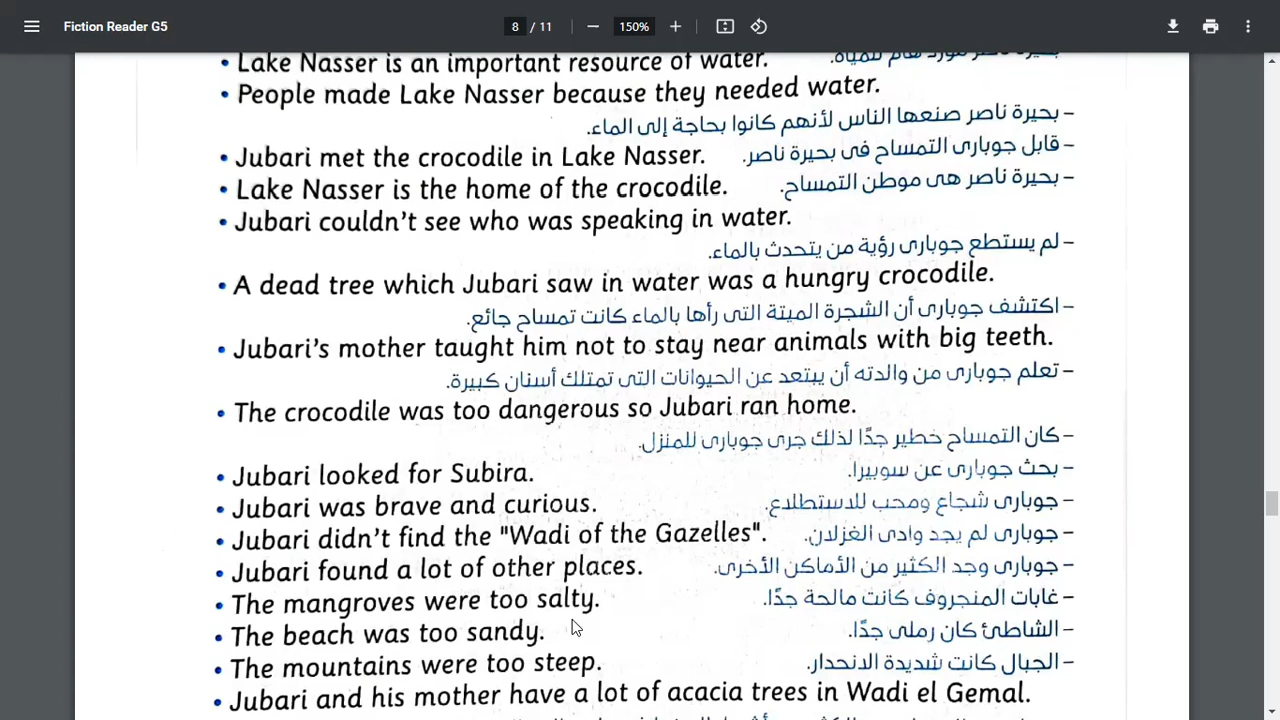 Fiction Reader G5
8 / 11
150%
• Lake Nasser is an important resource of water. بحيرة ناصر مورد هام للمياه.
• People made Lake Nasser because they needed water.
- بحيرة ناصر صنعها الناس لأنهم كانوا بحاجة إلى الماء.
• Jubari met the crocodile in Lake Nasser. - قابل جوبارى التمساح فى بحيرة ناصر.
• Lake Nasser is the home of the crocodile. - بحيرة ناصر هى موطن التمساح.
• Jubari couldn't see who was speaking in water.
- لم يستطع جوبارى رؤية من يتحدث بالماء.
• A dead tree which Jubari saw in water was a hungry crocodile.
- اكتشف جوبارى أن الشجرة الميتة التى رأها بالماء كانت تمساح جائع.
• Jubari's mother taught him not to stay near animals with big teeth.
- تعلم جوبارى من والدته أن يبتعد عن الحيوانات التى تمتلك أسنان كبيرة.
• The crocodile was too dangerous so Jubari ran home.
- كان التمساح خطير جدًا لذلك جرى جوبارى للمنزل.
• Jubari looked for Subira. - بحث جوبارى عن سوبيرا.
• Jubari was brave and curious. - جوبارى شجاع ومحب للاستطلاع.
• Jubari didn't find the "Wadi of the Gazelles". - جوبارى لم يجد وادى الغزلان.
• Jubari found a lot of other places. - جوبارى وجد الكثير من الأماكن الأخرى.
• The mangroves were too salty. - غابات المنجروف كانت مالحة جدًا.
• The beach was too sandy. - الشاطئ كان رملى جدًا.
• The mountains were too steep. - الجبال كانت شديدة الانحدار.
• Jubari and his mother have a lot of acacia trees in Wadi el Gemal.